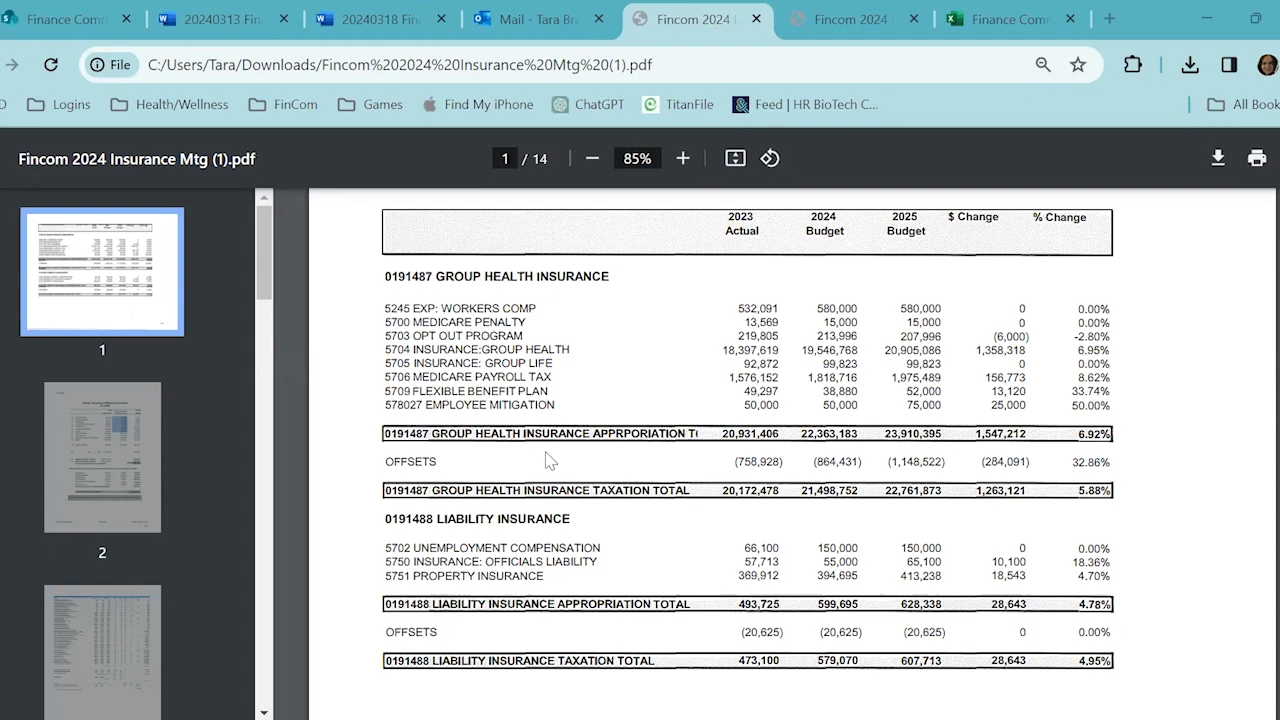 Finance Com
20240313 Fin
20240318 Fin
Mail - Tara Bra
Fincom 2024
Fincom 2024
Finance Com
File C:/Users/Tara/Downloads/Fincom%202024%20Insurance%20Mtg%20(1).pdf
Logins Health/Wellness FinCom Games Find My iPhone ChatGPT TitanFile Feed | HR BioTech C... All Book
Fincom 2024 Insurance Mtg (1).pdf 1 / 14 85%
1
2
3
2023 2024 2025 $ Change % Change
Actual Budget Budget
0191487 GROUP HEALTH INSURANCE
5245 EXP: WORKERS COMP 532,091 580,000 580,000 0 0.00%
5700 MEDICARE PENALTY 13,569 15,000 15,000 0 0.00%
5703 OPT OUT PROGRAM 219,805 213,996 207,996 (6,000) -2.80%
5704 INSURANCE:GROUP HEALTH 18,397,619 19,546,768 20,905,086 1,358,318 6.95%
5705 INSURANCE: GROUP LIFE 92,872 99,823 99,823 0 0.00%
5706 MEDICARE PAYROLL TAX 1,576,152 1,818,716 1,975,489 156,773 8.62%
5709 FLEXIBLE BENEFIT PLAN 49,297 38,880 52,000 13,120 33.74%
578027 EMPLOYEE MITIGATION 50,000 50,000 75,000 25,000 50.00%
0191487 GROUP HEALTH INSURANCE APPRPORIATION T( 20,931,406 22,363,183 23,910,395 1,547,212 6.92%
OFFSETS (758,928) (864,431) (1,148,522) (284,091) 32.86%
0191487 GROUP HEALTH INSURANCE TAXATION TOTAL 20,172,478 21,498,752 22,761,873 1,263,121 5.88%
0191488 LIABILITY INSURANCE
5702 UNEMPLOYMENT COMPENSATION 66,100 150,000 150,000 0 0.00%
5750 INSURANCE: OFFICIALS LIABILITY 57,713 55,000 65,100 10,100 18.36%
5751 PROPERTY INSURANCE 369,912 394,695 413,238 18,543 4.70%
0191488 LIABILITY INSURANCE APPROPRIATION TOTAL 493,725 599,695 628,338 28,643 4.78%
OFFSETS (20,625) (20,625) (20,625) 0 0.00%
0191488 LIABILITY INSURANCE TAXATION TOTAL 473,100 579,070 607,713 28,643 4.95%